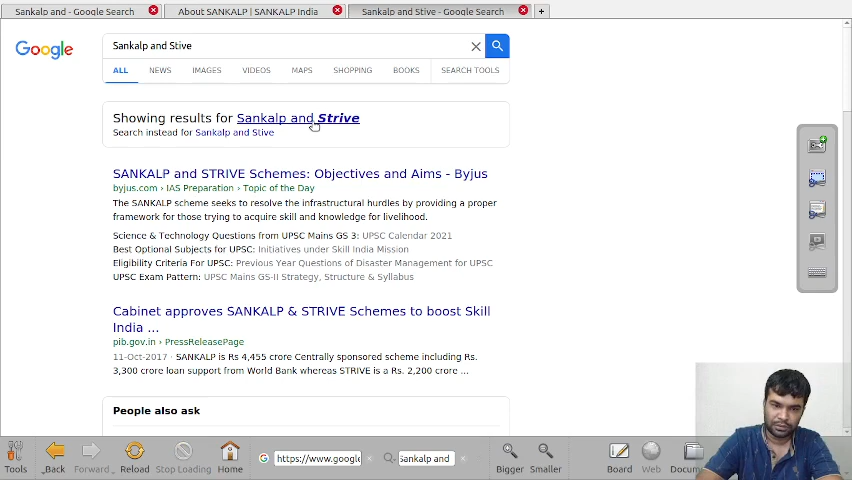 Sankalp and - Google Search
About SANKALP | SANKALP India
Sankalp and Stive - Google Search
Google
Sankalp and Stive
ALL NEWS IMAGES VIDEOS MAPS SHOPPING BOOKS SEARCH TOOLS
Showing results for Sankalp and Strive
Search instead for Sankalp and Stive
SANKALP and STRIVE Schemes: Objectives and Aims - Byjus
byjus.com › IAS Preparation › Topic of the Day
The SANKALP scheme seeks to resolve the infrastructural hurdles by providing a proper
framework for those trying to acquire skill and knowledge for livelihood.
Science & Technology Questions from UPSC Mains GS 3: UPSC Calendar 2021
Best Optional Subjects for UPSC: Initiatives under Skill India Mission
Eligibility Criteria For UPSC: Previous Year Questions of Disaster Management for UPSC
UPSC Exam Pattern: UPSC Mains GS-II Strategy, Structure & Syllabus
Cabinet approves SANKALP & STRIVE Schemes to boost Skill
India ...
pib.gov.in › PressReleasePage
11-Oct-2017 · SANKALP is Rs 4,455 crore Centrally sponsored scheme including Rs.
3,300 crore loan support from World Bank whereas STRIVE is a Rs. 2,200 crore ...
People also ask
Tools Back Forward Reload Stop Loading Home https://www.google Sankalp and Bigger Smaller Board Web Docum